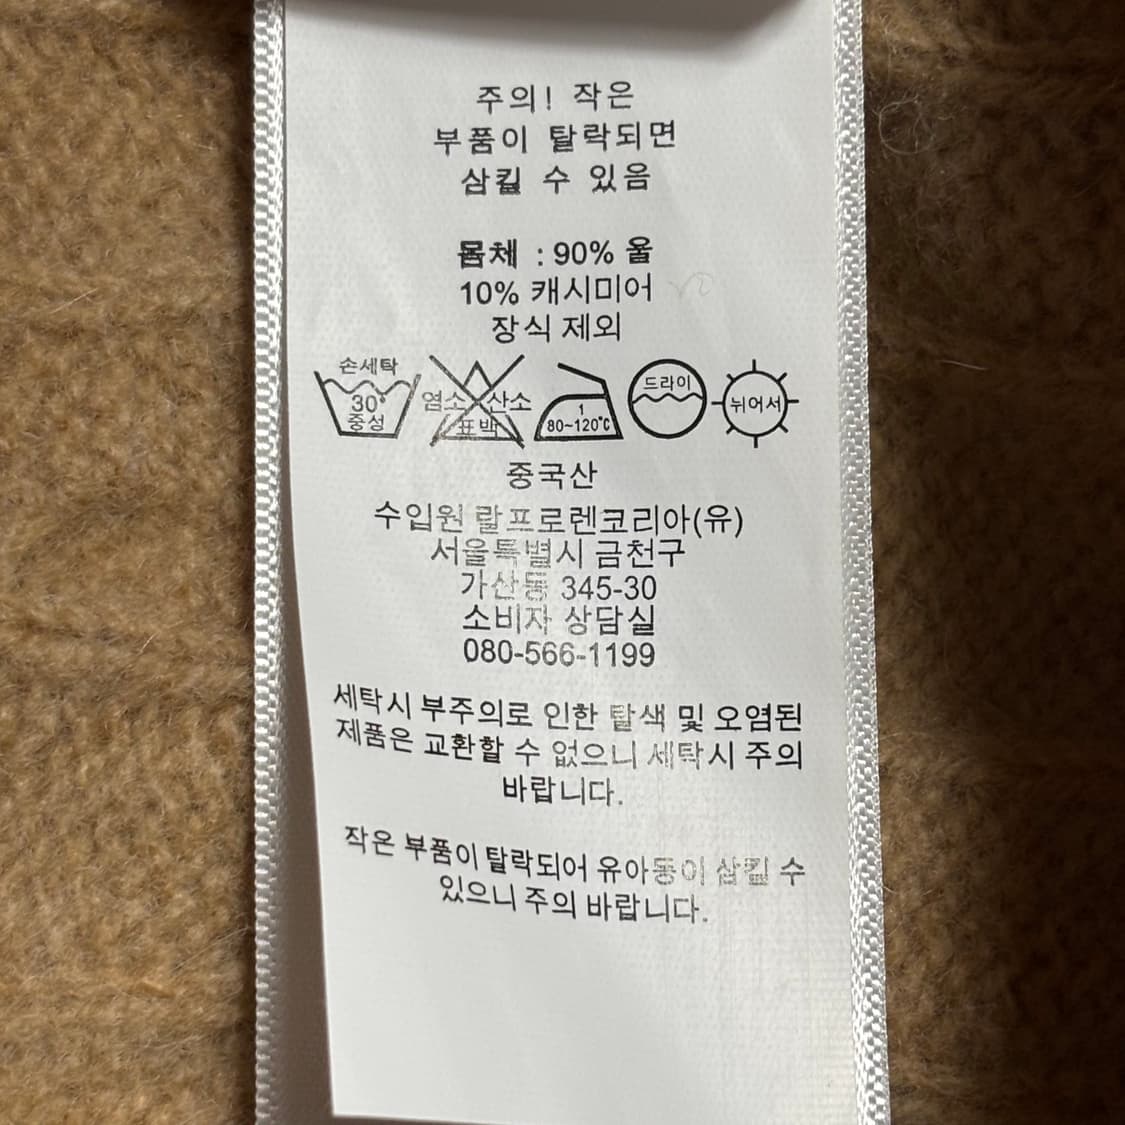 주의! 작은
부품이 탈락되면
삼킬 수 있음
몸체 : 90% 울
10% 캐시미어
장식 제외
손세탁
30°
중성
염소 산소
표백
1
80~120℃
드라이
뉘어서
중국산
수입원 랄프로렌코리아(유)
서울특별시 금천구
가산동 345-30
소비자 상담실
080-566-1199
세탁시 부주의로 인한 탈색 및 오염된
제품은 교환할 수 없으니 세탁시 주의
바랍니다.
작은 부품이 탈락되어 유아동이 삼킬 수
있으니 주의 바랍니다.